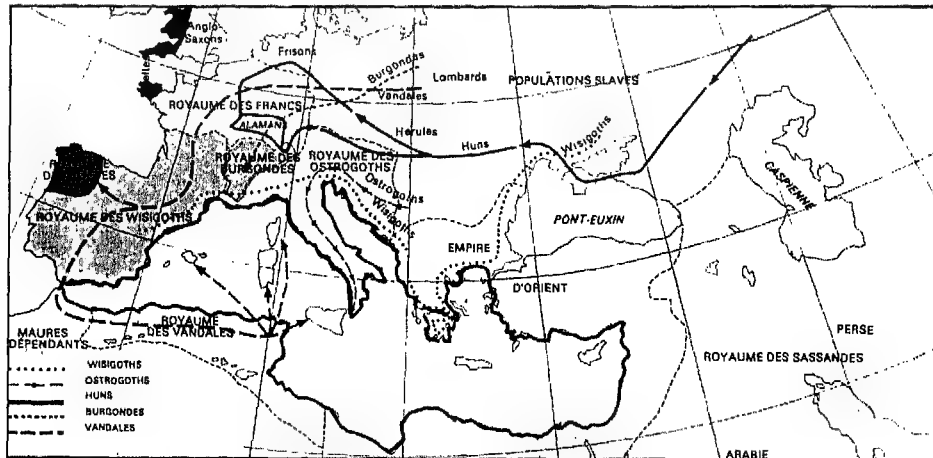 Anglo-
Saxons
Frisons
Burgondes
Lombards
Vandales
POPULATIONS SLAVES
ROYAUME DES FRANCS
ALAMANS
Hérules
Huns
Wisigoths
ROYAUME DES
BURGONDES
ROYAUME DES
OSTROGOTHS
Ostrogoths
Wisigoths
ROYAUME DES WISIGOTHS
CASPIENNE
PONT-EUXIN
EMPIRE
D'ORIENT
ROYAUME
DES VANDALES
MAURES
DÉPENDANTS
PERSE
ROYAUME DES SASSANDES
ARABIE
WISIGOTHS
OSTROGOTHS
HUNS
BURGONDES
VANDALES